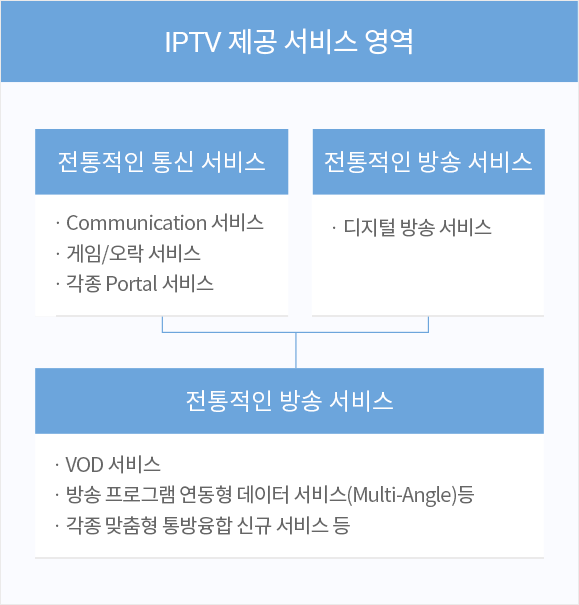 IPTV 제공 서비스 영역
전통적인 통신 서비스
· Communication 서비스
· 게임/오락 서비스
· 각종 Portal 서비스
전통적인 방송 서비스
· 디지털 방송 서비스
전통적인 방송 서비스
· VOD 서비스
· 방송 프로그램 연동형 데이터 서비스(Multi-Angle)등
· 각종 맞춤형 통방융합 신규 서비스 등